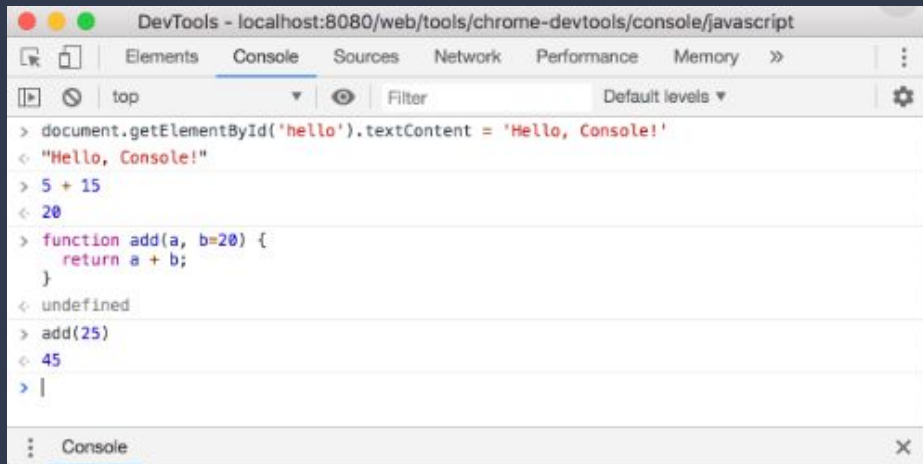 DevTools - localhost:8080/web/tools/chrome-devtools/console/javascript
Elements Console Sources Network Performance Memory »
top ▼ Filter Default levels ▼
> document.getElementById('hello').textContent = 'Hello, Console!'
< "Hello, Console!"
> 5 + 15
< 20
> function add(a, b=20) {
return a + b;
}
< undefined
> add(25)
< 45
>
Console